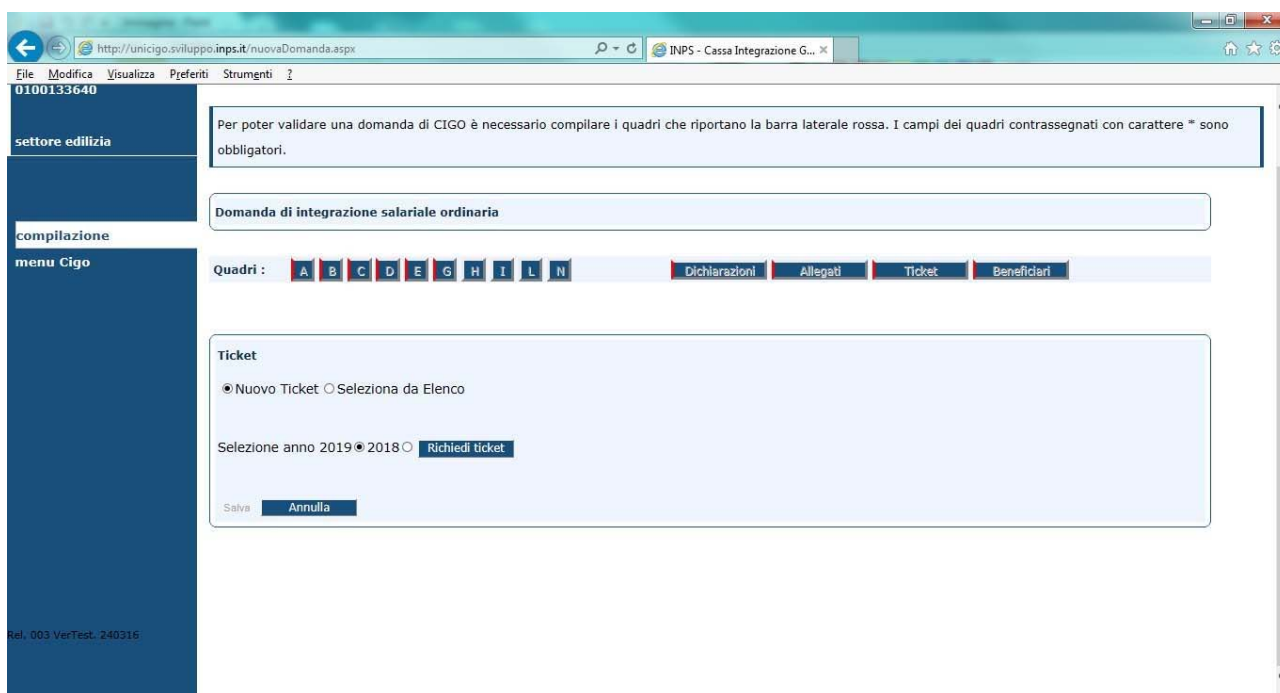 http://unicigo.sviluppo.inps.it/nuovaDomanda.aspx
INPS - Cassa Integrazione G...
File Modifica Visualizza Preferiti Strumenti ?
0100133640
settore edilizia
compilazione
menu Cigo
Rel. 003 VerTest. 240316
Per poter validare una domanda di CIGO è necessario compilare i quadri che riportano la barra laterale rossa. I campi dei quadri contrassegnati con carattere * sono
obbligatori.
Domanda di integrazione salariale ordinaria
Quadri : A B C D E G H I L N Dichiarazioni Allegati Ticket Beneficiari
Ticket
Nuovo Ticket Seleziona da Elenco
Selezione anno 2019 2018 Richiedi ticket
Salva Annulla